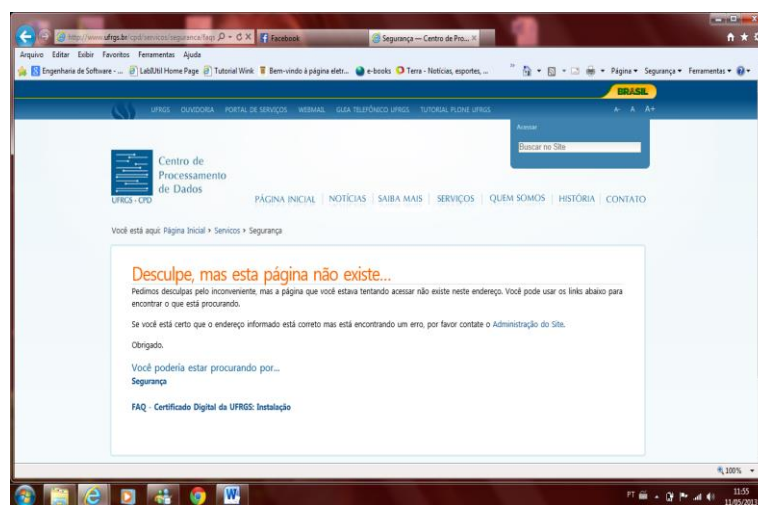 http://www.ufrgs.br/cpd/servicos/seguranca/faqs
Facebook
Segurança — Centro de Pro...
Arquivo Editar Exibir Favoritos Ferramentas Ajuda
Engenharia de Software - ... LabUtil Home Page Tutorial Wink Bem-vindo à página eletr... e-books Terra - Notícias, esportes, ... Página Segurança Ferramentas
BRASIL
UFRGS OUVIDORIA PORTAL DE SERVIÇOS WEBMAIL GUIA TELEFÔNICO UFRGS TUTORIAL PLONE UFRGS A- A A+
Acessar
Buscar no Site
Centro de
Processamento
de Dados
UFRGS - CPD
PÁGINA INICIAL NOTÍCIAS SAIBA MAIS SERVIÇOS QUEM SOMOS HISTÓRIA CONTATO
Você está aqui: Página Inicial › Servicos › Segurança
Desculpe, mas esta página não existe...
Pedimos desculpas pelo inconveniente, mas a página que você estava tentando acessar não existe neste endereço. Você pode usar os links abaixo para
encontrar o que está procurando.
Se você está certo que o endereço informado está correto mas está encontrando um erro, por favor contate o Administração do Site.
Obrigado.
Você poderia estar procurando por...
Segurança
FAQ - Certificado Digital da UFRGS: Instalação
100%
PT
11:55
11/05/2013